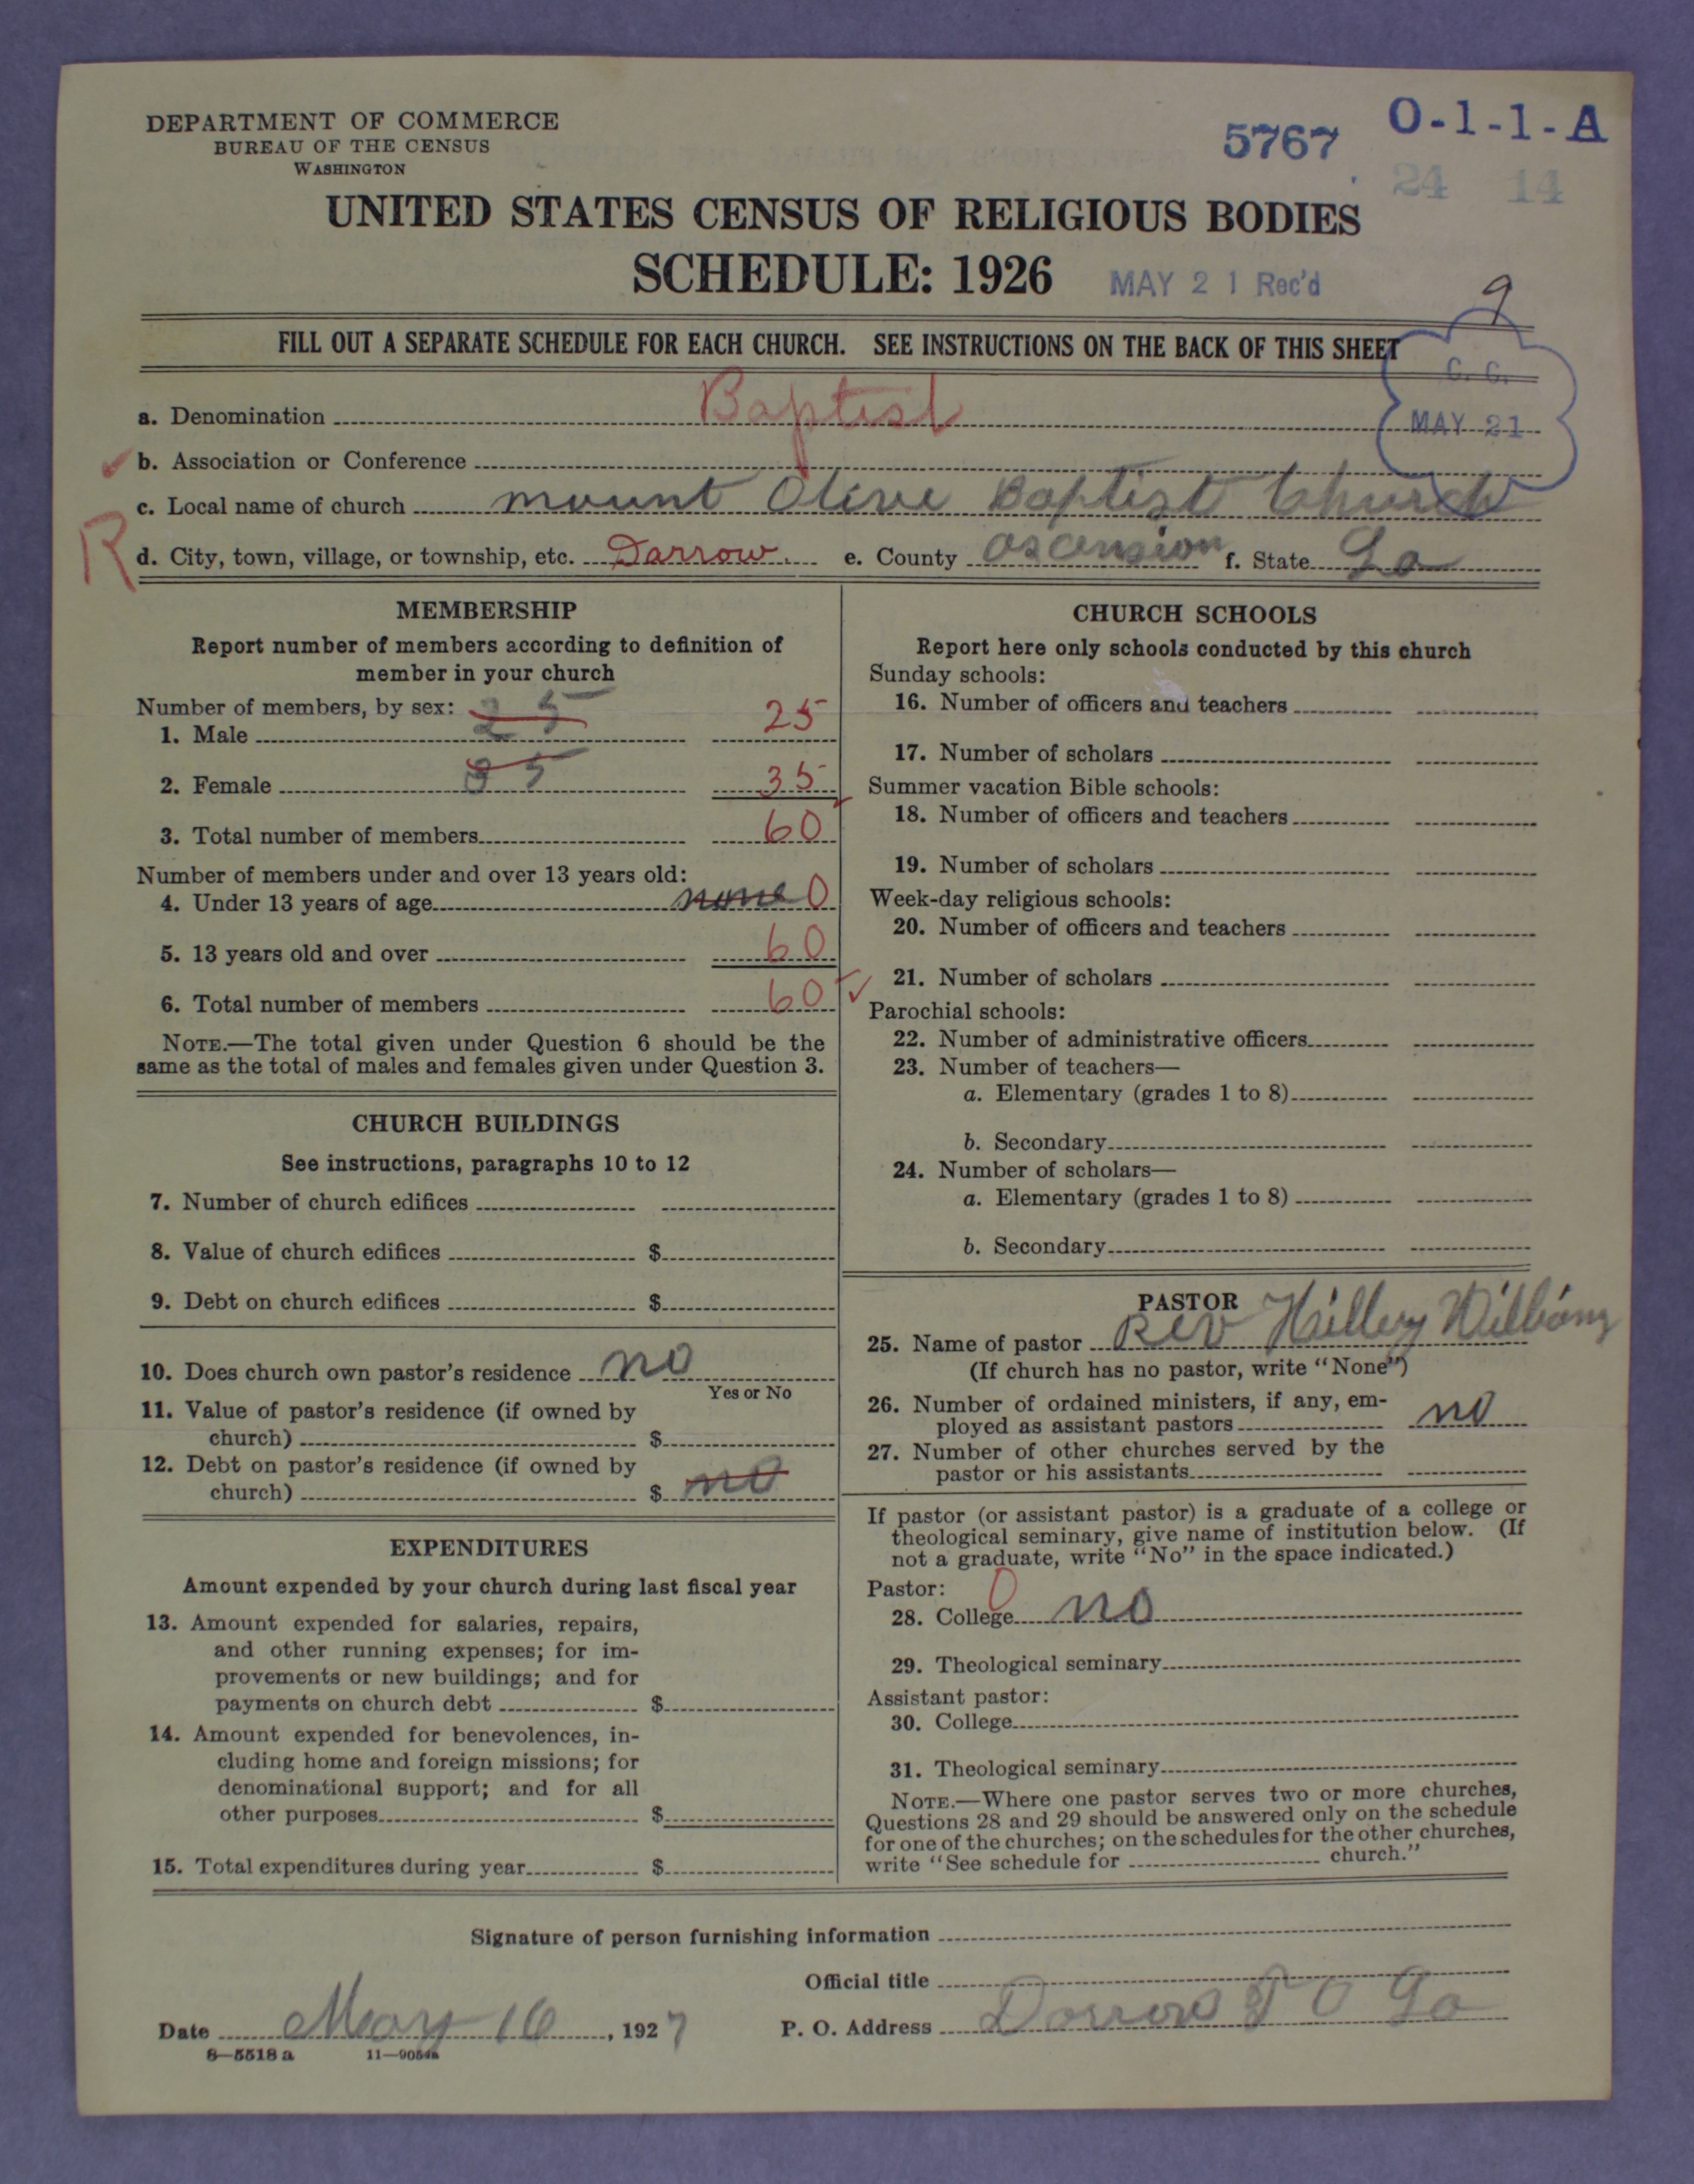 DEPARTMENT OF COMMERCE
BUREAU OF THE CENSUS
WASHINGTON
5767
O-1-1-A
24 14
UNITED STATES CENSUS OF RELIGIOUS BODIES
SCHEDULE: 1926
MAY 21 Rec'd
9
FILL OUT A SEPARATE SCHEDULE FOR EACH CHURCH. SEE INSTRUCTIONS ON THE BACK OF THIS SHEET
C. G.
MAY 21
a. Denomination Baptist
b. Association or Conference
c. Local name of church mount Olive Baptist Church
R
d. City, town, village, or township, etc. Darrow. e. County ascension f. State La
MEMBERSHIP
Report number of members according to definition of
member in your church
Number of members, by sex:
1. Male 25 25
2. Female 35 35
3. Total number of members 60
Number of members under and over 13 years old:
4. Under 13 years of age none 0
5. 13 years old and over 60
6. Total number of members 60
NOTE.—The total given under Question 6 should be the
same as the total of males and females given under Question 3.
CHURCH BUILDINGS
See instructions, paragraphs 10 to 12
7. Number of church edifices
8. Value of church edifices $
9. Debt on church edifices $
10. Does church own pastor's residence no
Yes or No
11. Value of pastor's residence (if owned by
church) $
12. Debt on pastor's residence (if owned by
church) $ no
EXPENDITURES
Amount expended by your church during last fiscal year
13. Amount expended for salaries, repairs,
and other running expenses; for im-
provements or new buildings; and for
payments on church debt $
14. Amount expended for benevolences, in-
cluding home and foreign missions; for
denominational support; and for all
other purposes $
15. Total expenditures during year $
CHURCH SCHOOLS
Report here only schools conducted by this church
Sunday schools:
16. Number of officers and teachers
17. Number of scholars
Summer vacation Bible schools:
18. Number of officers and teachers
19. Number of scholars
Week-day religious schools:
20. Number of officers and teachers
21. Number of scholars
Parochial schools:
22. Number of administrative officers
23. Number of teachers—
a. Elementary (grades 1 to 8)
b. Secondary
24. Number of scholars—
a. Elementary (grades 1 to 8)
b. Secondary
PASTOR
25. Name of pastor Rev Hillery Williams
(If church has no pastor, write "None")
26. Number of ordained ministers, if any, em-
ployed as assistant pastors no
27. Number of other churches served by the
pastor or his assistants
If pastor (or assistant pastor) is a graduate of a college or
theological seminary, give name of institution below. (If
not a graduate, write "No" in the space indicated.)
Pastor: 0
28. College no
29. Theological seminary
Assistant pastor:
30. College
31. Theological seminary
NOTE.—Where one pastor serves two or more churches,
Questions 28 and 29 should be answered only on the schedule
for one of the churches; on the schedules for the other churches,
write "See schedule for church."
Signature of person furnishing information
Official title
Date May 16, 1927 P. O. Address Darrow P O La
8—5518 a 11—9054a